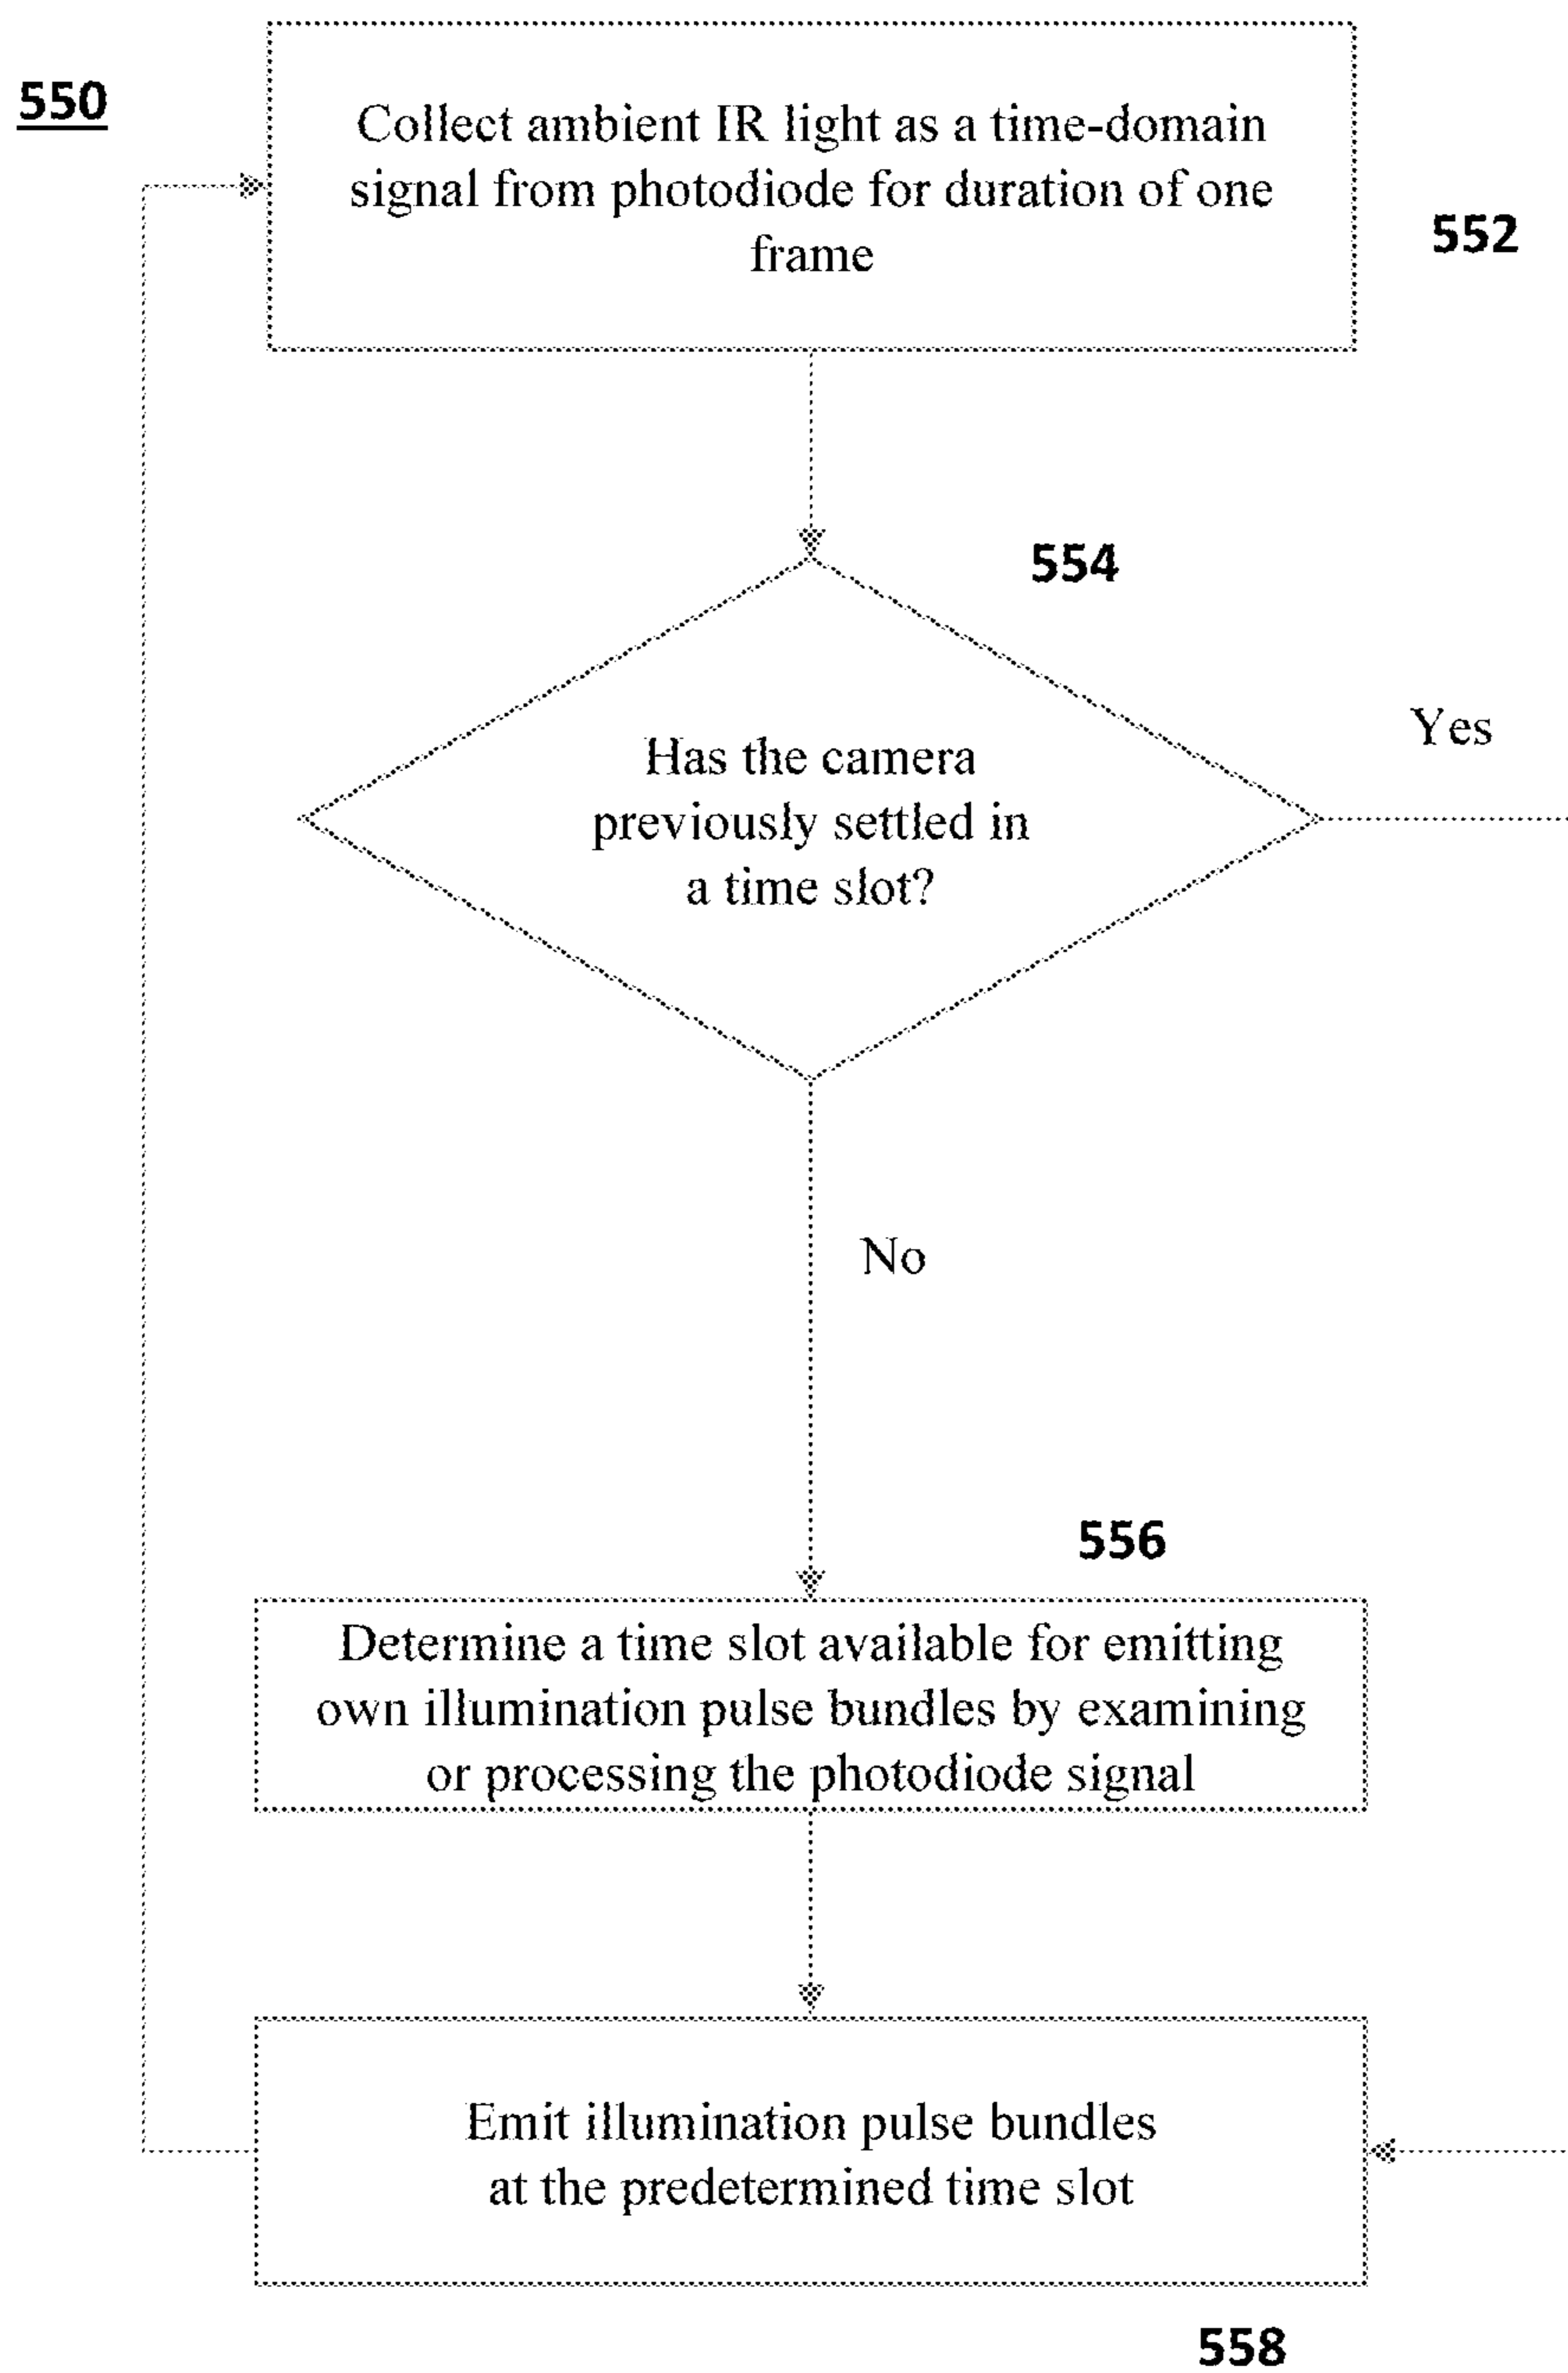 550
Collect ambient IR light as a time-domain
signal from photodiode for duration of one
frame
552
554
Has the camera
previously settled in
a time slot?
Yes
No
556
Determine a time slot available for emitting
own illumination pulse bundles by examining
or processing the photodiode signal
Emit illumination pulse bundles
at the predetermined time slot
558